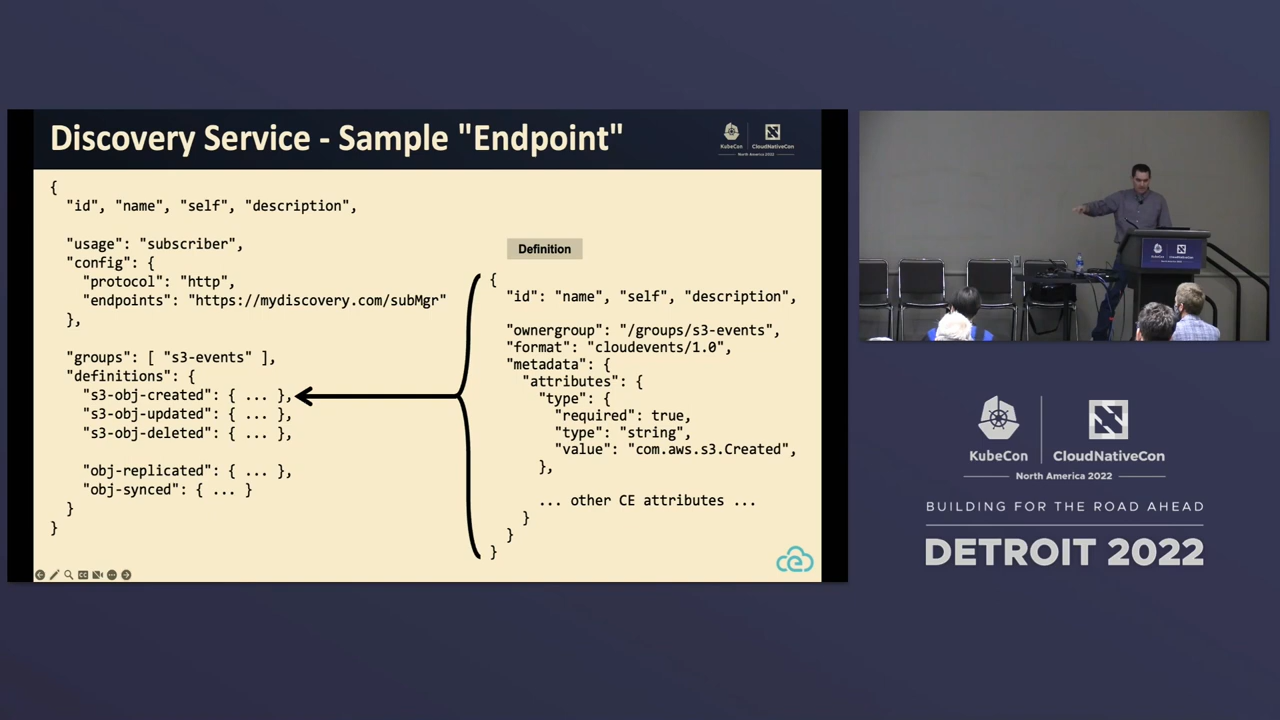 Discovery Service - Sample "Endpoint"
KubeCon
CloudNativeCon
North America 2022
{
"id", "name", "self", "description",
"usage": "subscriber",
"config": {
"protocol": "http",
"endpoints": "https://mydiscovery.com/subMgr"
},
"groups": [ "s3-events" ],
"definitions": {
"s3-obj-created": { ... },
"s3-obj-updated": { ... },
"s3-obj-deleted": { ... },
"obj-replicated": { ... },
"obj-synced": { ... }
}
}
Definition
{
"id": "name", "self", "description",
"ownergroup": "/groups/s3-events",
"format": "cloudevents/1.0",
"metadata": {
"attributes": {
"type": {
"required": true,
"type": "string",
"value": "com.aws.s3.Created",
},
... other CE attributes ...
}
}
}
KubeCon
CloudNativeCon
North America 2022
BUILDING FOR THE ROAD AHEAD
DETROIT 2022